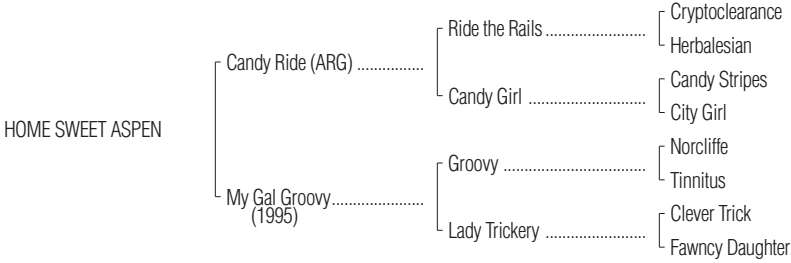 Cryptoclearance
Ride the Rails ........................
Herbalesian
Candy Ride (ARG) ................
Candy Stripes
Candy Girl ............................
City Girl
HOME SWEET ASPEN
Norcliffe
Groovy ..................................
Tinnitus
My Gal Groovy......................
(1995)
Clever Trick
Lady Trickery ........................
Fawncy Daughter